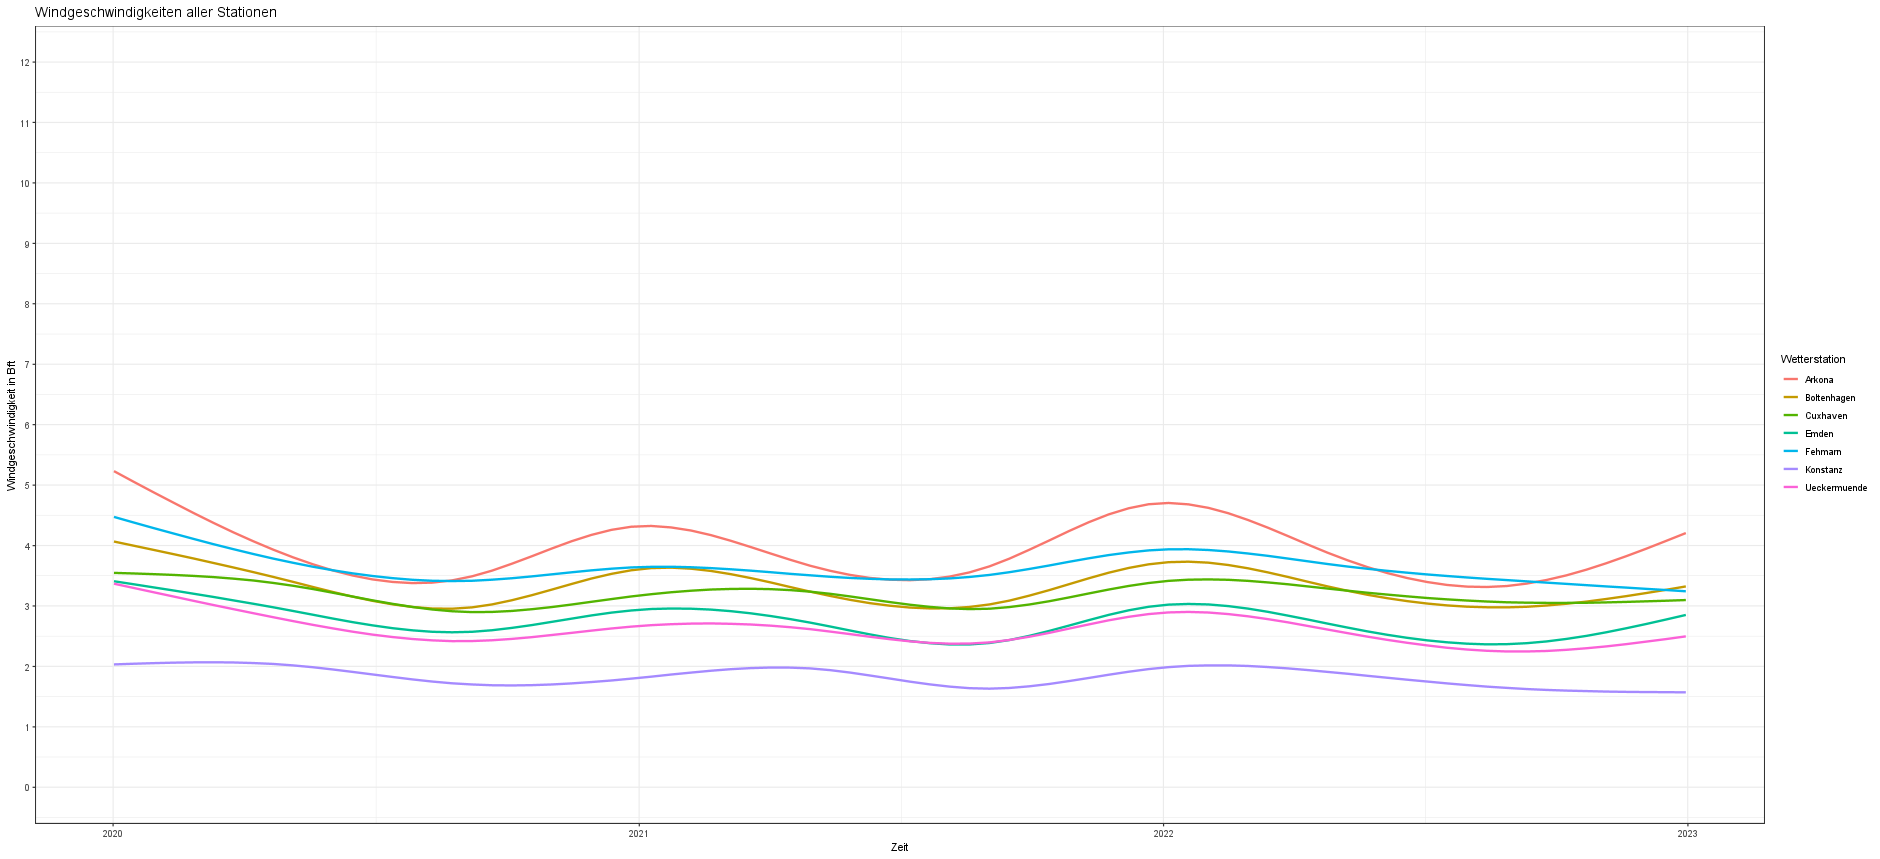 Windgeschwindigkeiten aller Stationen
12
11
10
9
8
7
6
5
4
3
2
1
0
Windgeschwindigkeit in Bft
2020
2021
2022
2023
Zeit
Wetterstation
Arkona
Boltenhagen
Cuxhaven
Emden
Fehmarn
Konstanz
Ueckermuende